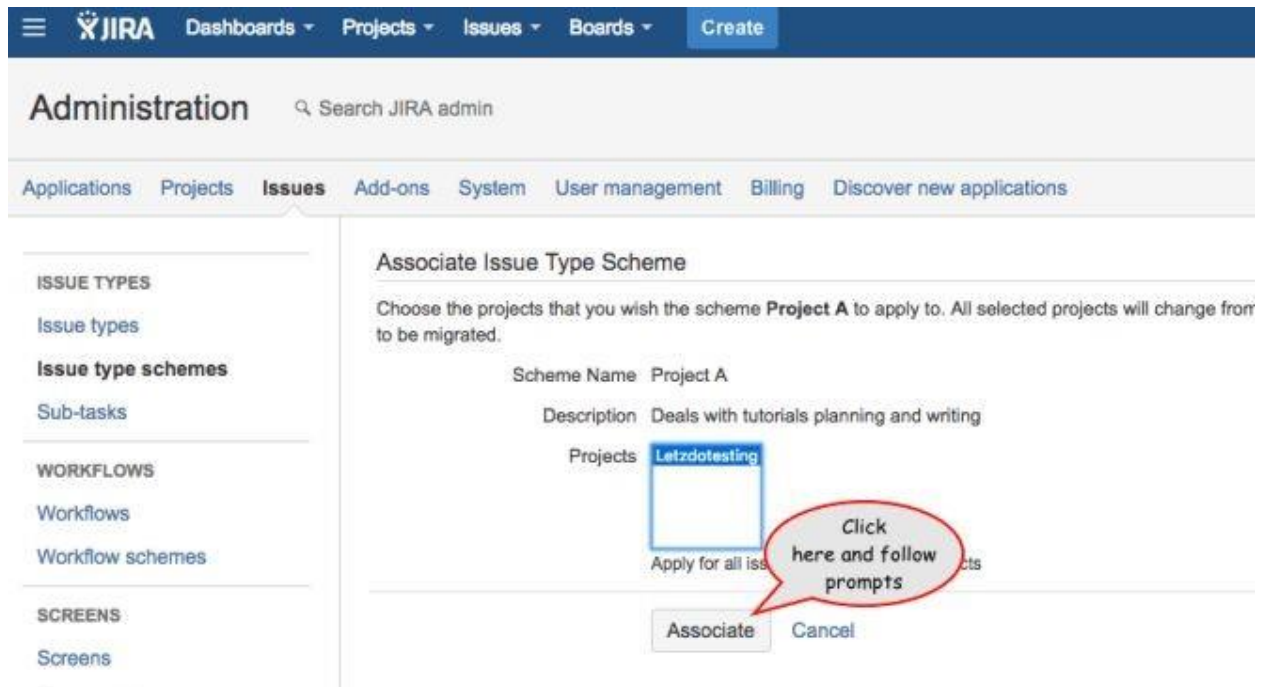 JIRA Dashboards Projects Issues Boards Create
Administration Search JIRA admin
Applications Projects Issues Add-ons System User management Billing Discover new applications
ISSUE TYPES
Issue types
Issue type schemes
Sub-tasks
WORKFLOWS
Workflows
Workflow schemes
SCREENS
Screens
Associate Issue Type Scheme
Choose the projects that you wish the scheme Project A to apply to. All selected projects will change from
to be migrated.
Scheme Name Project A
Description Deals with tutorials planning and writing
Projects Letzdotesting
Apply for all
Click
here and follow
prompts
Associate Cancel